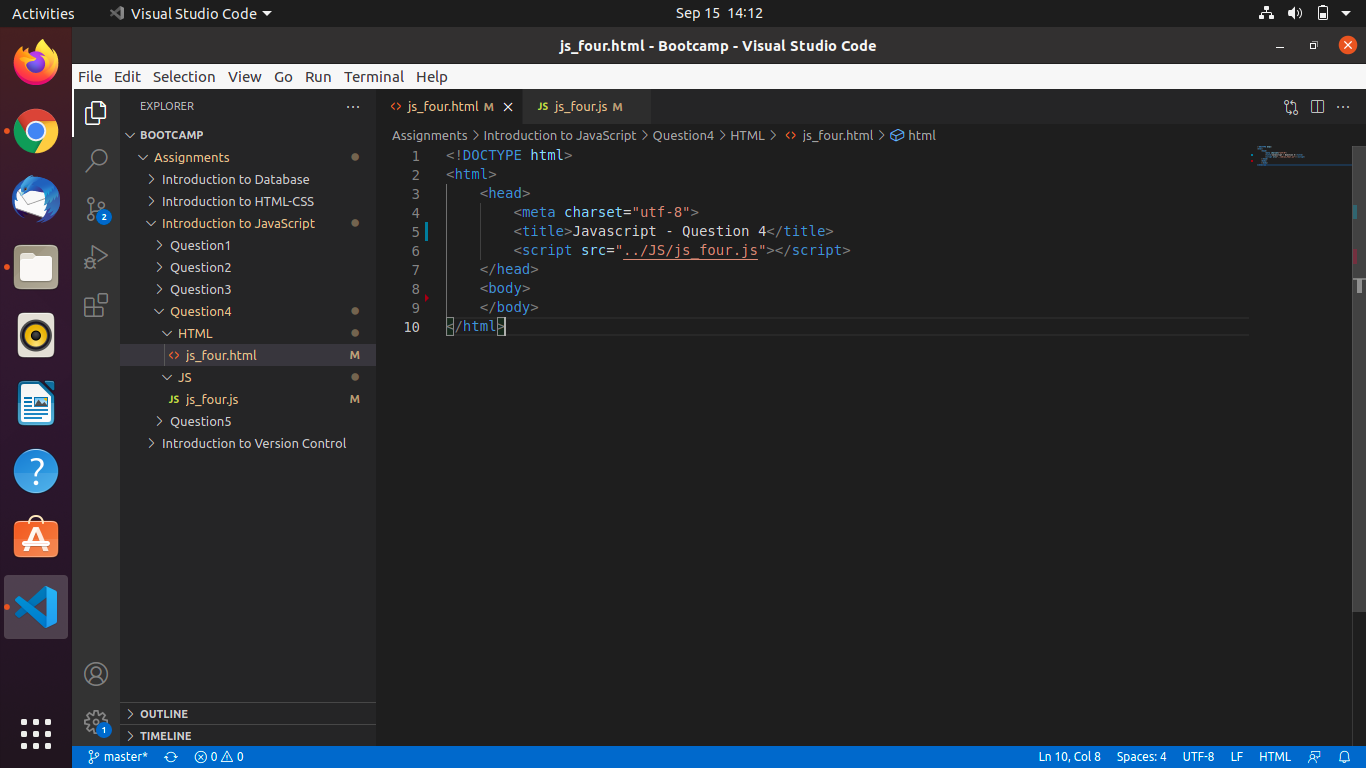 Activities Visual Studio Code Sep 15 14:12
js_four.html - Bootcamp - Visual Studio Code
File Edit Selection View Go Run Terminal Help
EXPLORER ...
BOOTCAMP
Assignments
Introduction to Database
Introduction to HTML-CSS
Introduction to JavaScript
Question1
Question2
Question3
Question4
HTML
js_four.html M
JS
JS js_four.js M
Question5
Introduction to Version Control
OUTLINE
TIMELINE
2
1
<> js_four.html M JS js_four.js M ...
Assignments > Introduction to JavaScript > Question4 > HTML > <> js_four.html > html
1 <!DOCTYPE html>
2 <html>
3 <head>
4 <meta charset="utf-8">
5 <title>Javascript - Question 4</title>
6 <script src="../JS/js_four.js"></script>
7 </head>
8 <body>
9 </body>
10 </html>
master* 0 0 Ln 10, Col 8 Spaces: 4 UTF-8 LF HTML